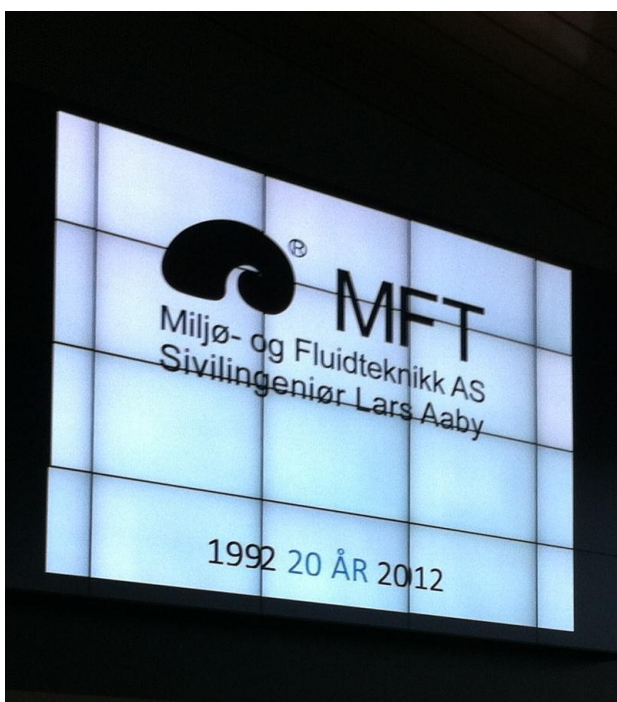 ®
MFT
Miljø- og Fluidteknikk AS
Sivilingeniør Lars Aaby
1992 20 ÅR 2012